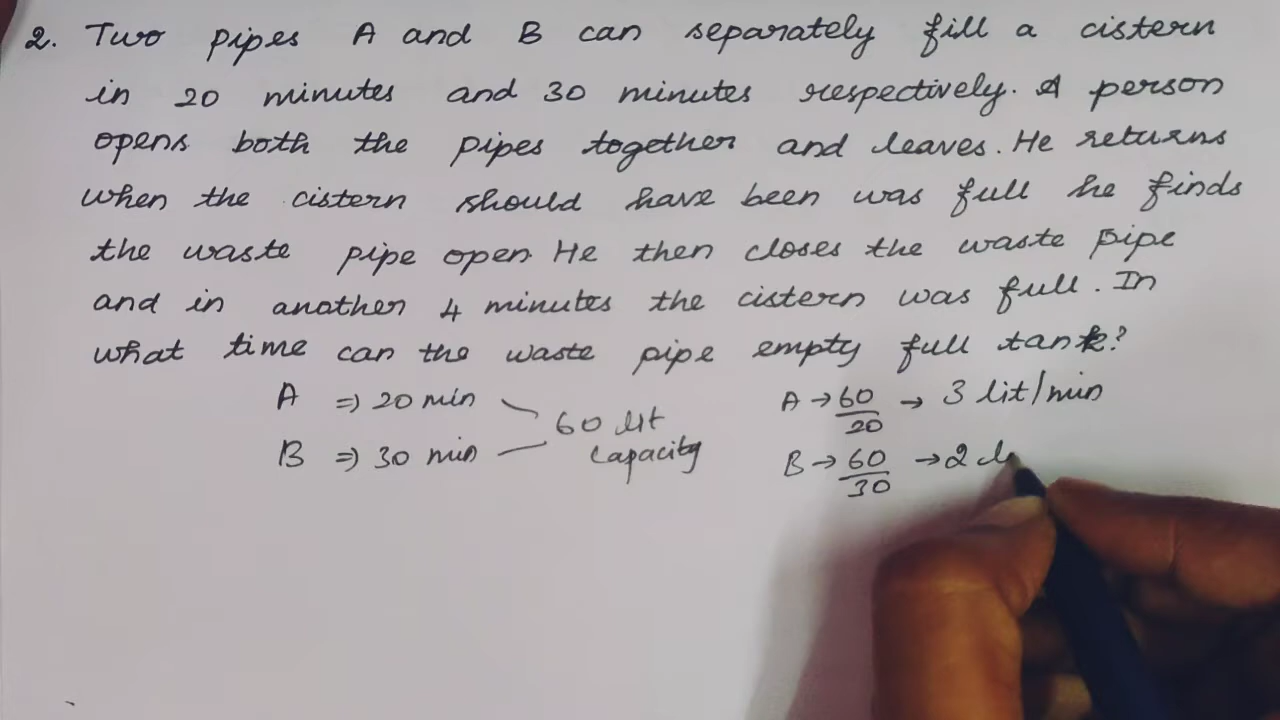 2. Two pipes A and B can separately fill a cistern
in 20 minutes and 30 minutes respectively. A person
opens both the pipes together and leaves. He returns
when the cistern should have been was full he finds
the waste pipe open. He then closes the waste pipe
and in another 4 minutes the cistern was full. In
what time can the waste pipe empty full tank?
A ⇒ 20 min
B ⇒ 30 min
60 lit
capacity
A → 60/20 → 3 lit/min
B → 60/30 → 2 l